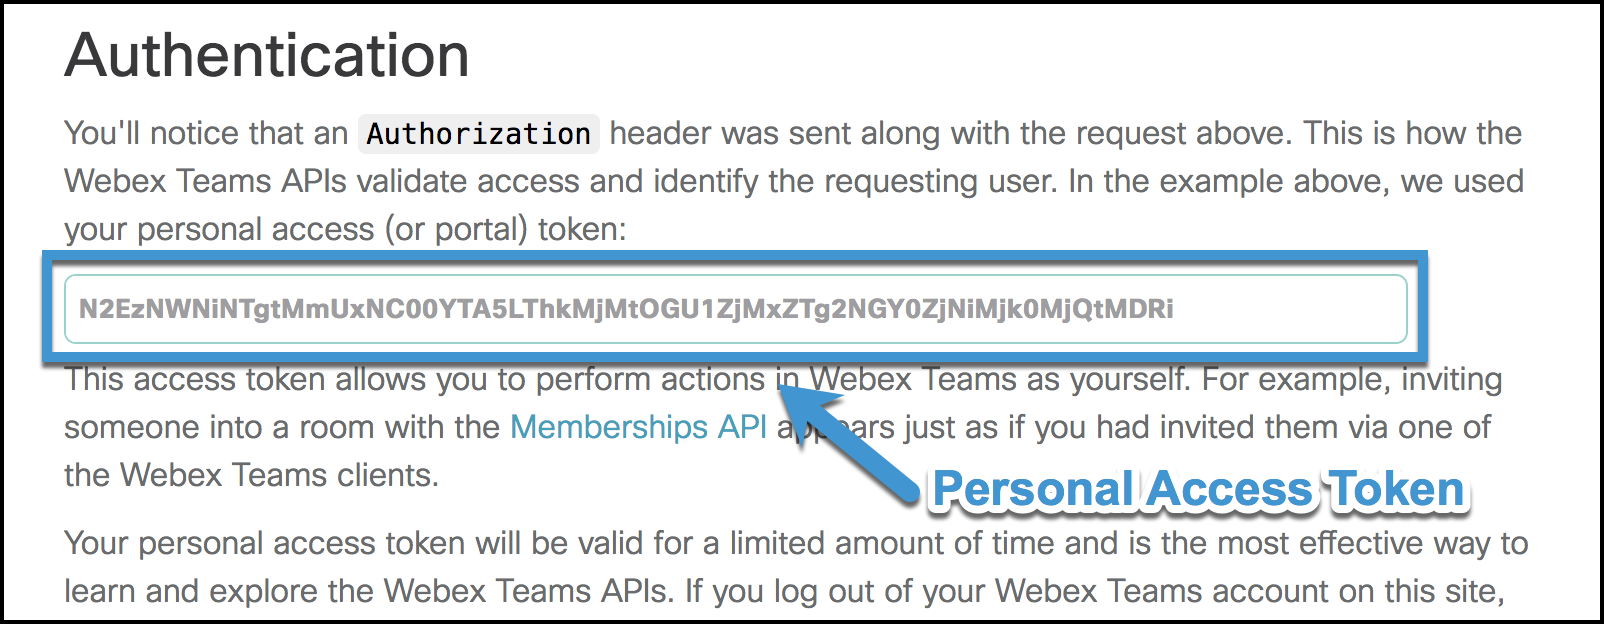 Authentication
You'll notice that an Authorization header was sent along with the request above. This is how the
Webex Teams APIs validate access and identify the requesting user. In the example above, we used
your personal access (or portal) token:
N2EzNWNiNTgtMmUxNC00YTA5LThkMjMtOGU1ZjMxZTg2NGY0ZjNiMjk0MjQtMDRi
This access token allows you to perform actions in Webex Teams as yourself. For example, inviting
someone into a room with the Memberships API appears just as if you had invited them via one of
the Webex Teams clients.
Personal Access Token
Your personal access token will be valid for a limited amount of time and is the most effective way to
learn and explore the Webex Teams APIs. If you log out of your Webex Teams account on this site,